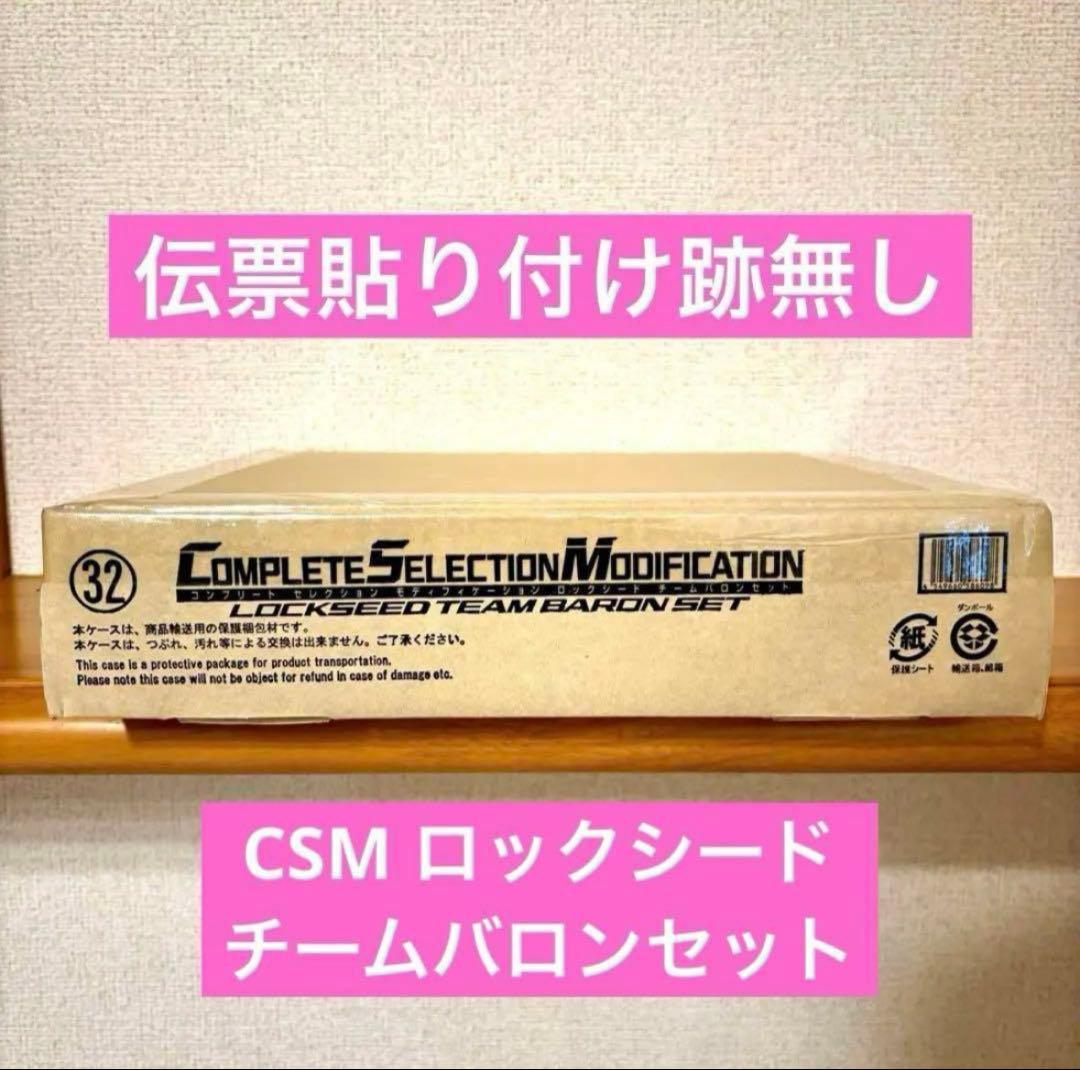 伝票貼り付け跡無し
32
COMPLETE SELECTION MODIFICATION
コンプリート セレクション モディフィケーション ロックシード チームバロンセット
LOCKSEED TEAM BARON SET
本ケースは、商品輸送用の保護梱包材です。
本ケースは、つぶれ、汚れ等による交換は出来ません。ご了承ください。
This case is a protective package for product transportation.
Please note this case will not be object for refund in case of damage etc.
紙
保護シート
ダンボール
輸送箱、紙箱
CSM ロックシード
チームバロンセット